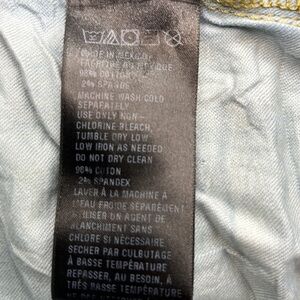 MADE IN MEXICO
FABRIQUÉ AU MEXIQUE
98% COTTON
2% SPANDEX
MACHINE WASH COLD
SEPARATELY
USE ONLY NON-
CHLORINE BLEACH,
TUMBLE DRY LOW
LOW IRON AS NEEDED
DO NOT DRY CLEAN
98% COTON
2% SPANDEX
LAVER À LA MACHINE À
L'EAU FROIDE SÉPARÉMENT
UTILISER UN AGENT DE
BLANCHIMENT SANS
CHLORE SI NÉCESSAIRE
SECHER PAR CULBUTAGE
À BASSE TEMPÉRATURE
REPASSER, AU BESOIN, À
TRÈS BASSE TEMPÉRATURE
NE PAS